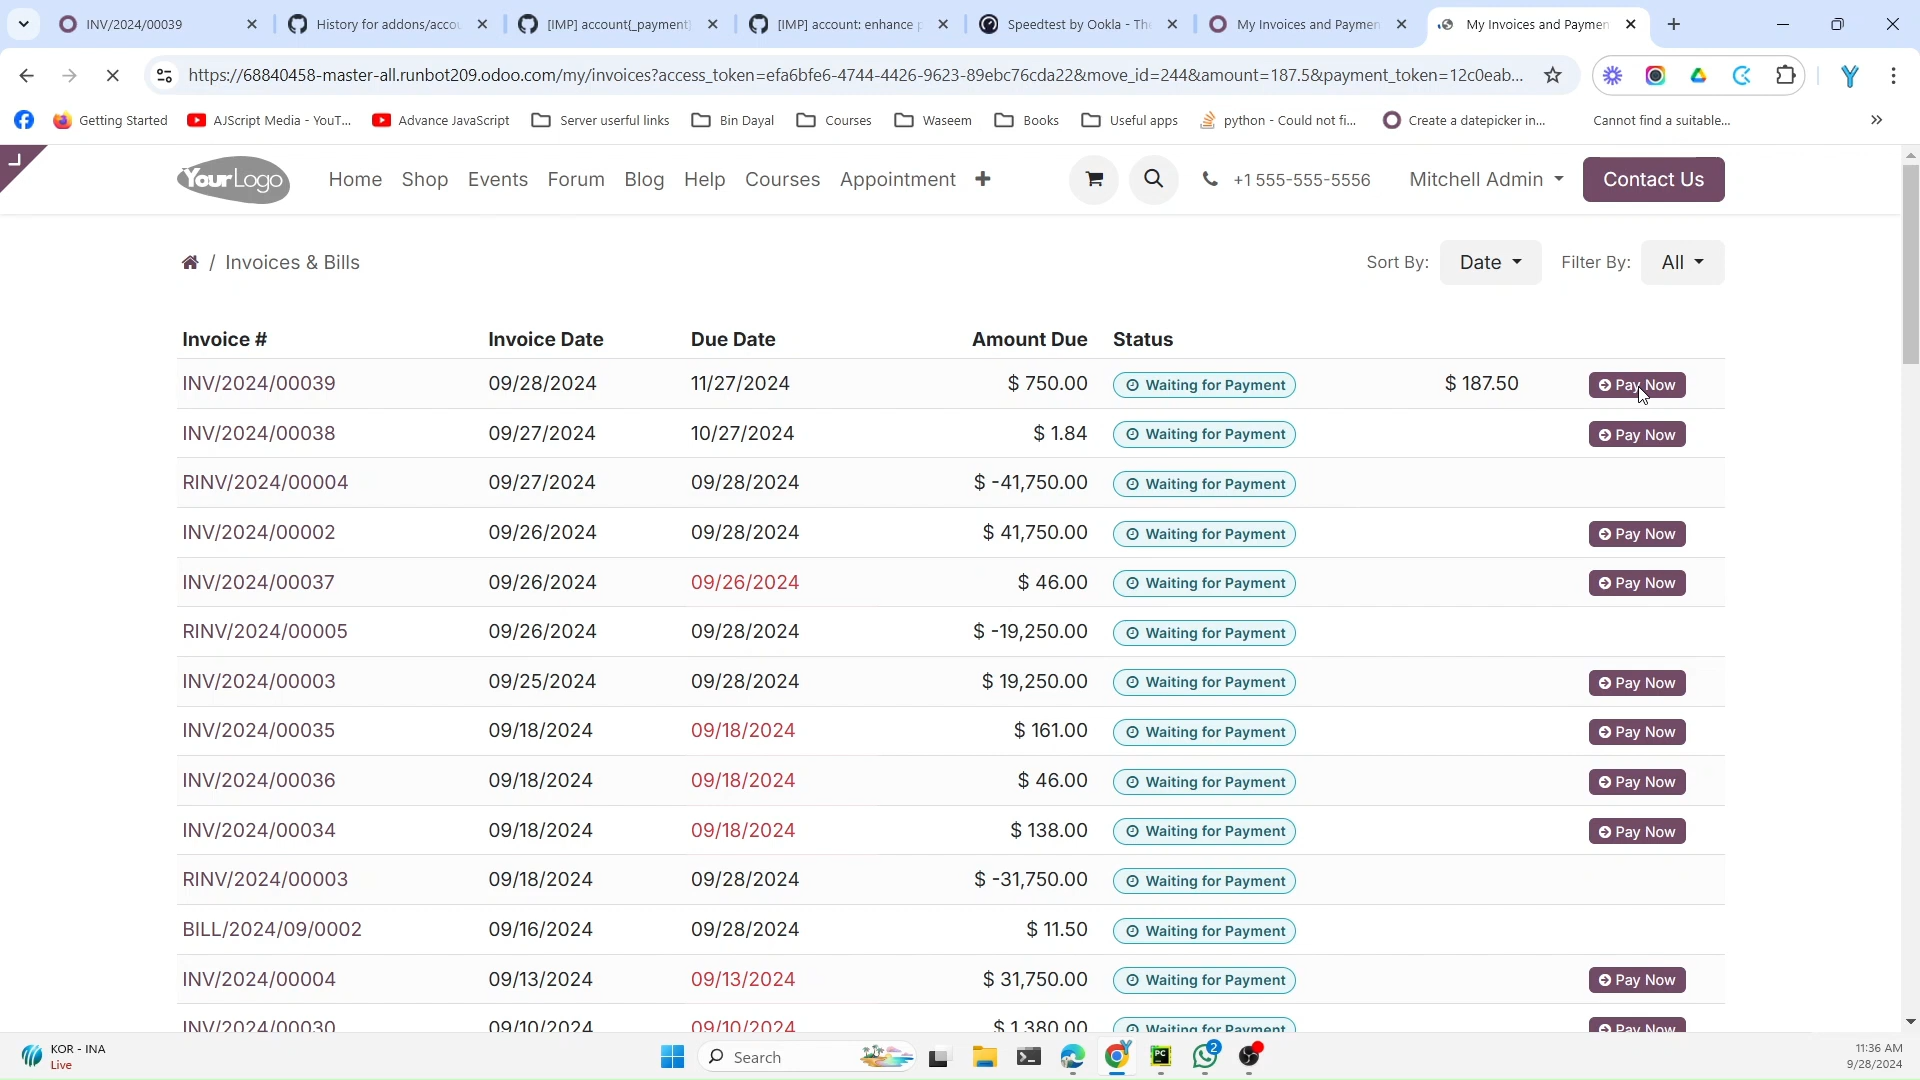 INV/2024/00039
History for addons/accou
[IMP] account{_payment
[IMP] account: enhance p
Speedtest by Ookla - The
My Invoices and Paymen
My Invoices and Paymen
https://68840458-master-all.runbot209.odoo.com/my/invoices?access_token=efa6bfe6-4744-4426-9623-89ebc76cda22&move_id=244&amount=187.5&payment_token=12c0eab...
Getting Started
AJScript Media - YouT...
Advance JavaScript
Server userful links
Bin Dayal
Courses
Waseem
Books
Useful apps
python - Could not fi...
Create a datepicker in...
Cannot find a suitable...
YourLogo
Home
Shop
Events
Forum
Blog
Help
Courses
Appointment
+1 555-555-5556
Mitchell Admin
Contact Us
/ Invoices & Bills
Sort By: Date
Filter By: All
Invoice # Invoice Date Due Date Amount Due Status
INV/2024/00039 09/28/2024 11/27/2024 $ 750.00 Waiting for Payment $ 187.50 Pay Now
INV/2024/00038 09/27/2024 10/27/2024 $ 1.84 Waiting for Payment Pay Now
RINV/2024/00004 09/27/2024 09/28/2024 $ -41,750.00 Waiting for Payment
INV/2024/00002 09/26/2024 09/28/2024 $ 41,750.00 Waiting for Payment Pay Now
INV/2024/00037 09/26/2024 09/26/2024 $ 46.00 Waiting for Payment Pay Now
RINV/2024/00005 09/26/2024 09/28/2024 $ -19,250.00 Waiting for Payment
INV/2024/00003 09/25/2024 09/28/2024 $ 19,250.00 Waiting for Payment Pay Now
INV/2024/00035 09/18/2024 09/18/2024 $ 161.00 Waiting for Payment Pay Now
INV/2024/00036 09/18/2024 09/18/2024 $ 46.00 Waiting for Payment Pay Now
INV/2024/00034 09/18/2024 09/18/2024 $ 138.00 Waiting for Payment Pay Now
RINV/2024/00003 09/18/2024 09/28/2024 $ -31,750.00 Waiting for Payment
BILL/2024/09/0002 09/16/2024 09/28/2024 $ 11.50 Waiting for Payment
INV/2024/00004 09/13/2024 09/13/2024 $ 31,750.00 Waiting for Payment Pay Now
INV/2024/00030 09/10/2024 09/10/2024 $ 1,380.00 Waiting for Payment Pay Now
KOR - INA
Live
Search
PC
2
11:36 AM
9/28/2024